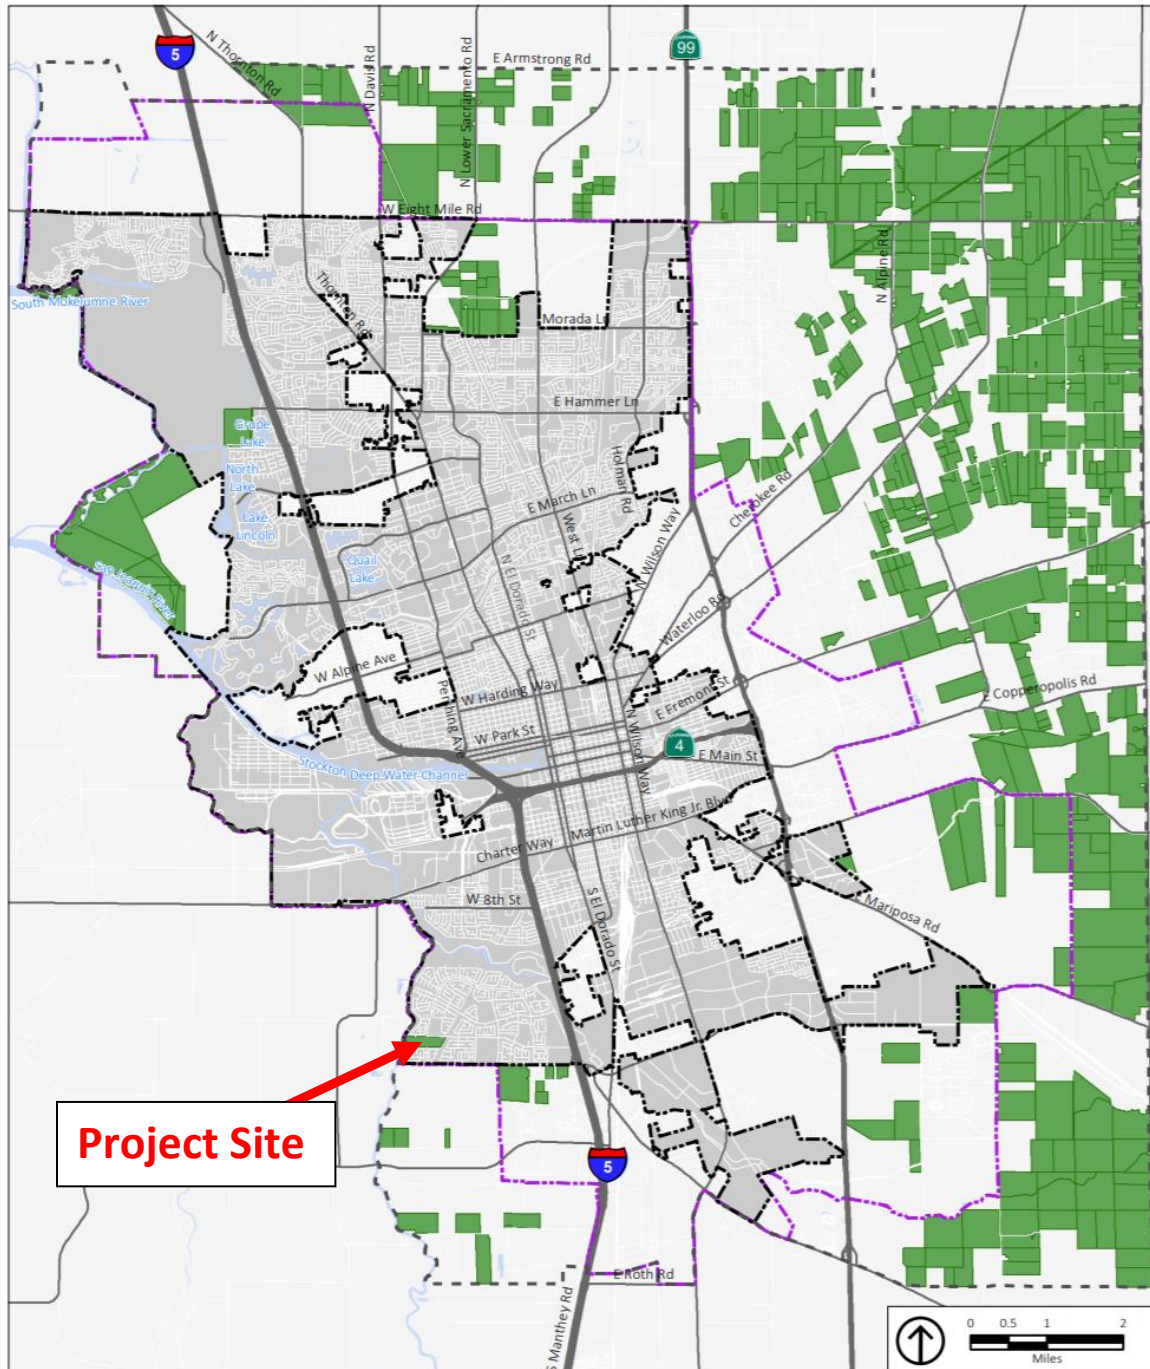 5
N Thornton Rd
N Davis Rd
N Lower Sacramento Rd
E Armstrong Rd
99
W Eight Mile Rd
N Alpine Rd
South Mokelumne River
Thornton Rd
Morada Ln
E Hammer Ln
Grupe
Lake
North
Lake
Lake
Lincoln
Holman Rd
E March Ln
West Ln
Cherokee Rd
N Wilson Way
Quail
Lake
N El Dorado St
San Joaquin River
Waterloo Rd
W Alpine Ave
Pershing Ave
W Harding Way
E Fremont St
E Copperopolis Rd
W Park St
N Wilson Way
4
E Main St
Stockton Deep Water Channel
Martin Luther King Jr. Blvd
Charter Way
W 8th St
S El Dorado St
E Mariposa Rd
Project Site
5
E Roth Rd
S Manthey Rd
0 0.5 1 2
Miles